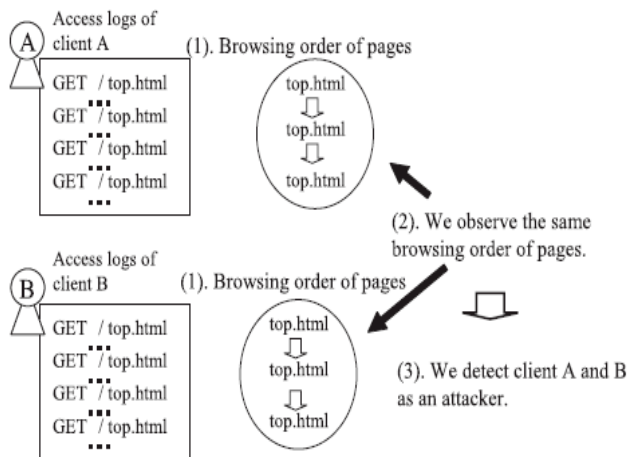 Access logs of
client A
A
GET / top.html
...
GET / top.html
...
GET / top.html
...
GET / top.html
...
(1). Browsing order of pages
top.html
top.html
top.html
(2). We observe the same
browsing order of pages.
Access logs of
client B
B
GET / top.html
...
GET / top.html
...
GET / top.html
...
GET / top.html
...
(1). Browsing order of pages
top.html
top.html
top.html
(3). We detect client A and B
as an attacker.